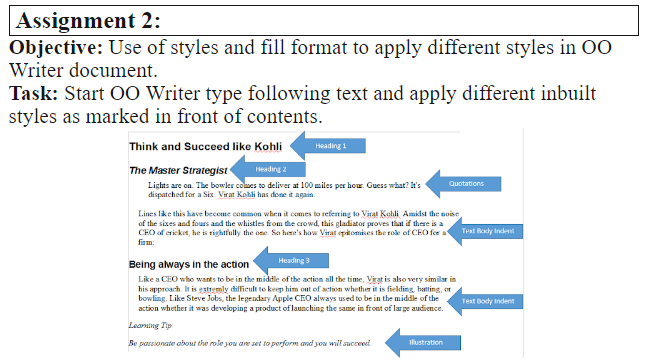 Assignment 2:
Objective: Use of styles and fill format to apply different styles in OO
Writer document.
Task: Start OO Writer type following text and apply different inbuilt
styles as marked in front of contents.
Think and Succeed like Kohli
Heading 1
The Master Strategist
Heading 2
Lights are on. The bowler comes to deliver at 100 miles per hour. Guess what? It's
dispatched for a Six. Virat Kohli has done it again.
Quotations
Lines like this have become common when it comes to referring to Virat Kohli. Amidst the noise
of the sixes and fours and the whistles from the crowd, this gladiator proves that if there is a
CEO of cricket, he is rightfully the one. So here's how Virat epitomises the role of CEO for a
firm:
Text Body Indent
Being always in the action
Heading 3
Like a CEO who wants to be in the middle of the action all the time, Virat is also very similar in
his approach. It is extremly difficult to keep him out of action whether it is fielding, batting, or
bowling. Like Steve Jobs, the legendary Apple CEO always used to be in the middle of the
action whether it was developing a product of launching the same in front of large audience.
Text Body Indent
Learning Tip
Be passionate about the role you are set to perform and you will succeed.
Illustration